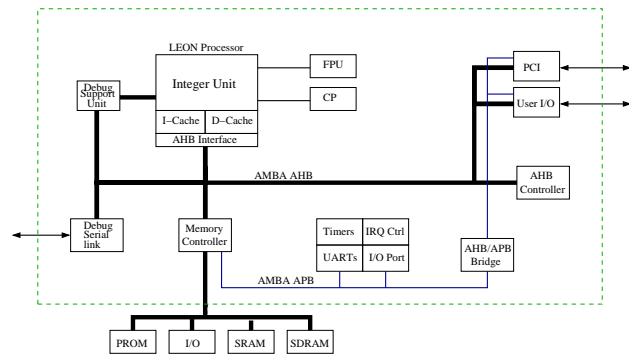 LEON Processor
Integer Unit
FPU
CP
I-Cache
D-Cache
AHB Interface
Debug
Support
Unit
PCI
User I/O
AMBA AHB
AHB
Controller
Debug
Serial
link
Memory
Controller
Timers
IRQ Ctrl
UARTs
I/O Port
AHB/APB
Bridge
AMBA APB
PROM
I/O
SRAM
SDRAM